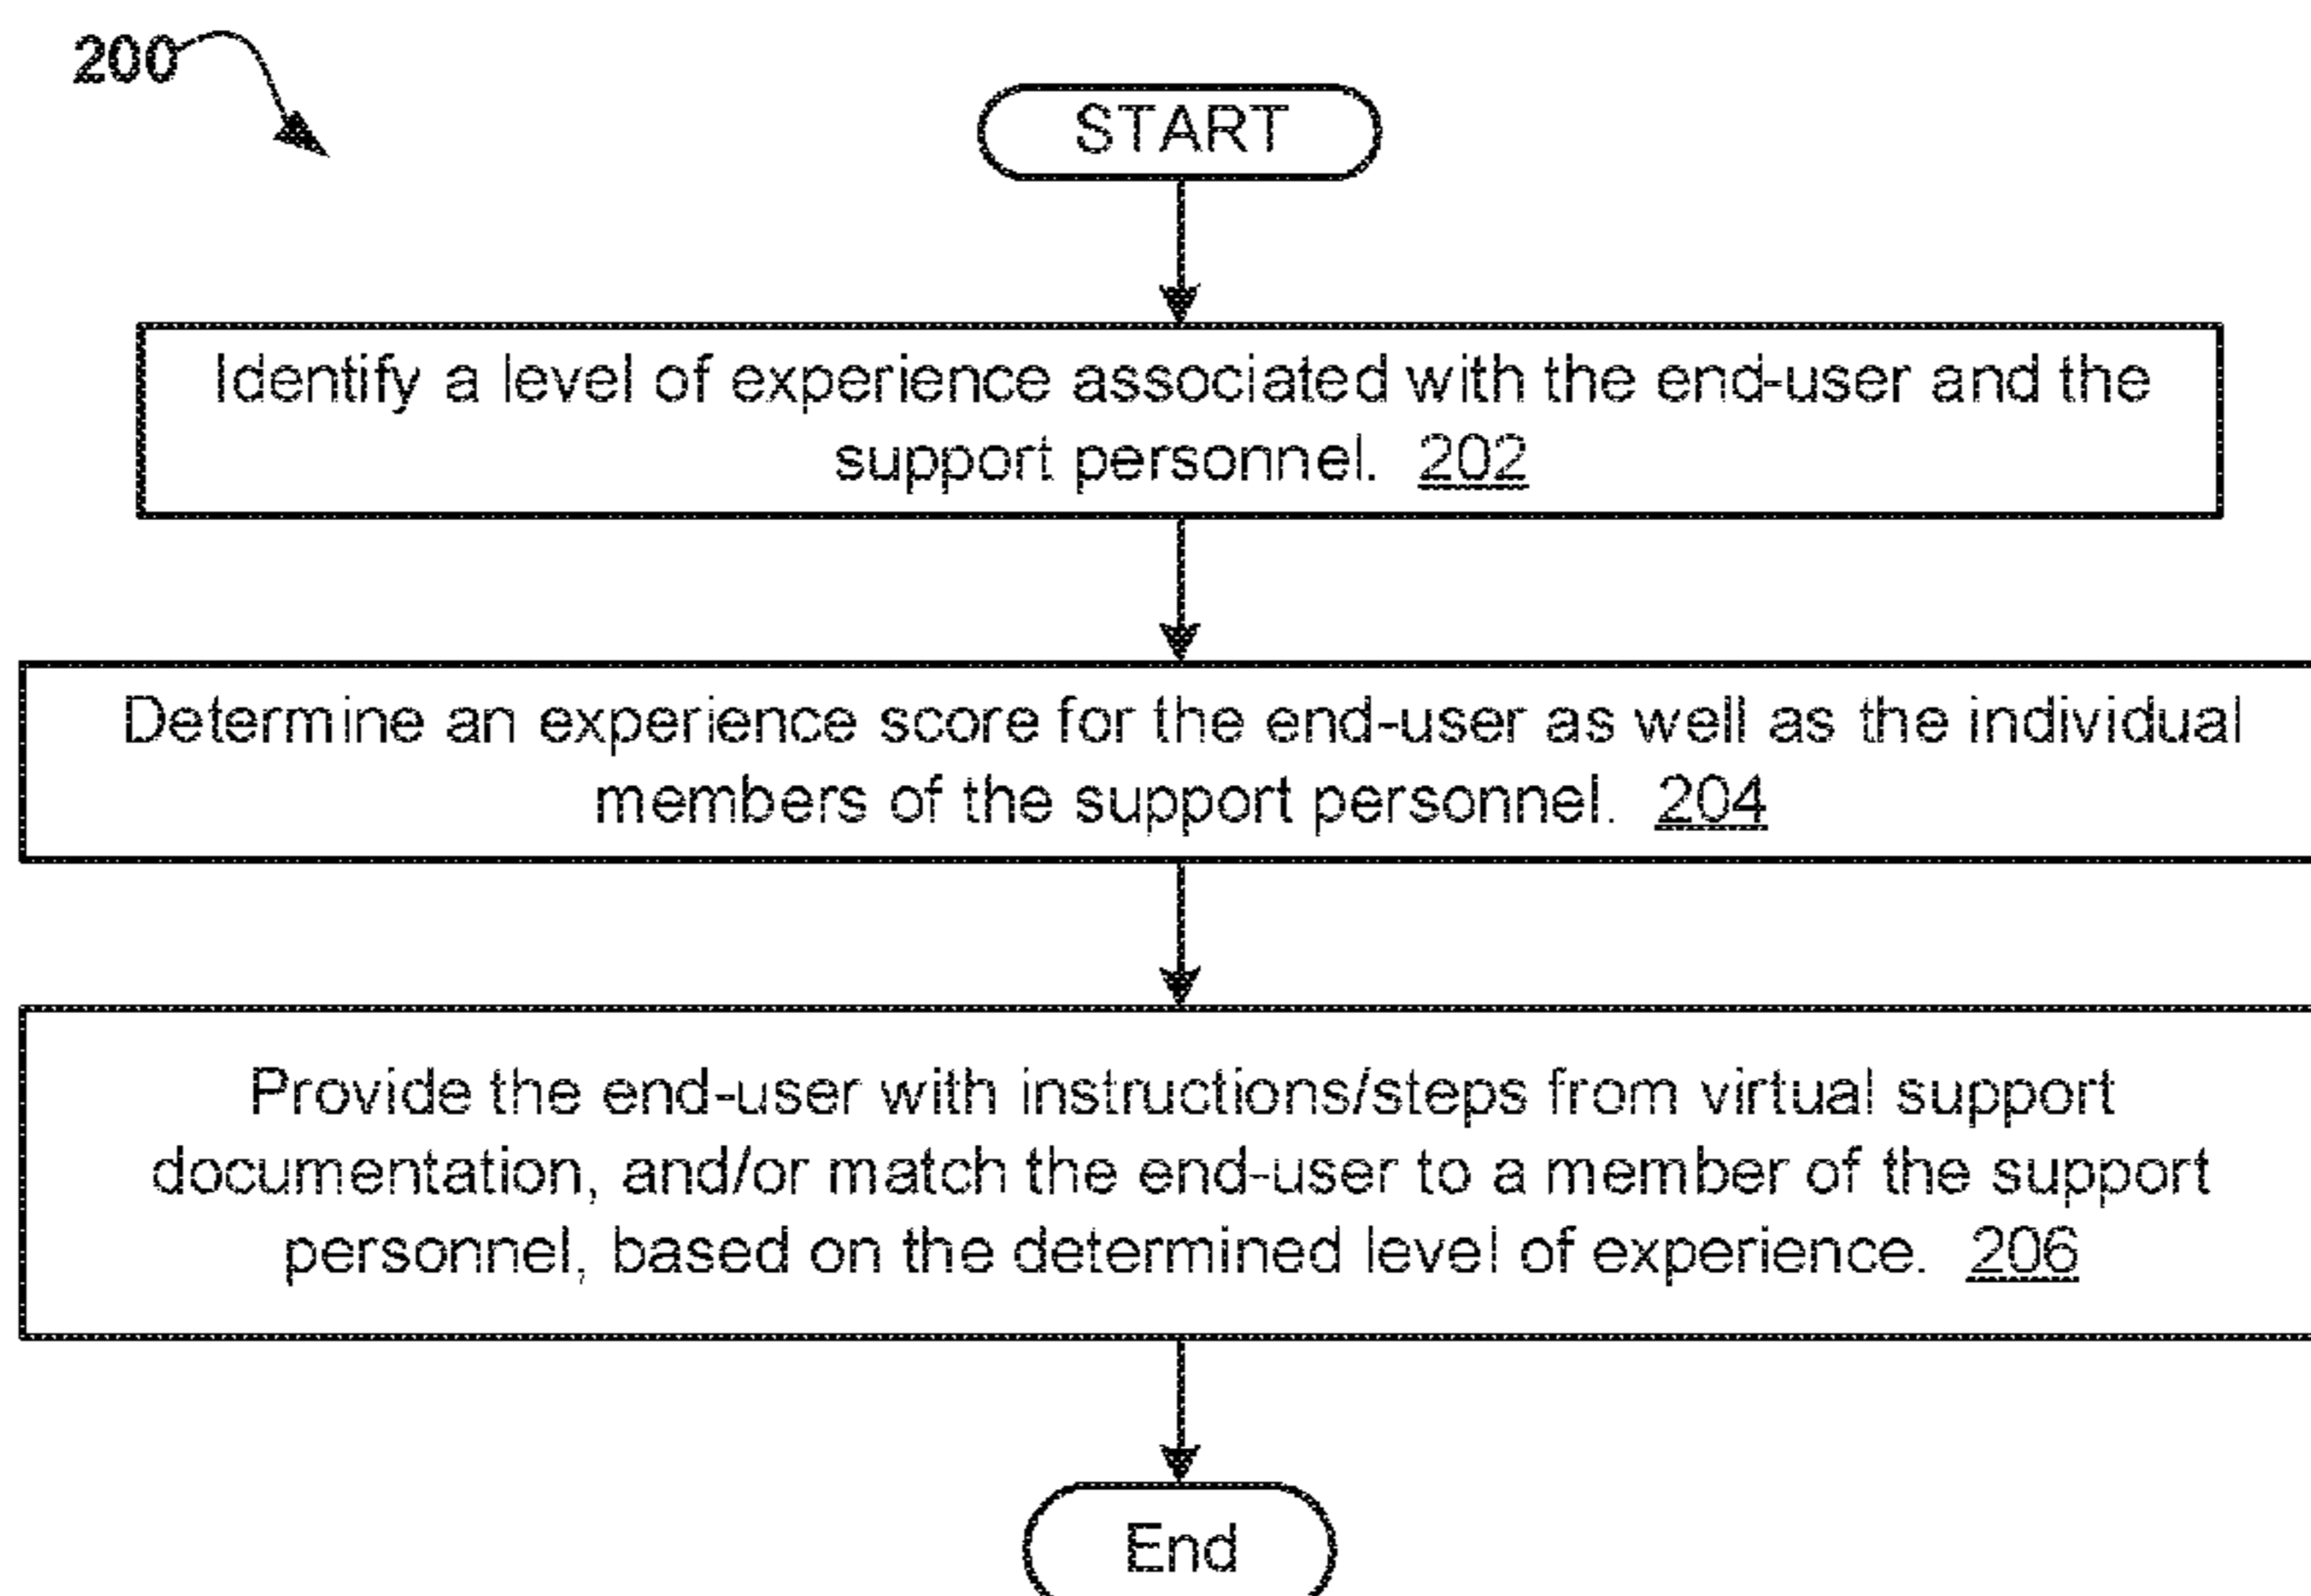 200
START
Identify a level of experience associated with the end-user and the
support personnel. 202
Determine an experience score for the end-user as well as the individual
members of the support personnel. 204
Provide the end-user with instructions/steps from virtual support
documentation, and/or match the end-user to a member of the support
personnel, based on the determined level of experience. 206
End